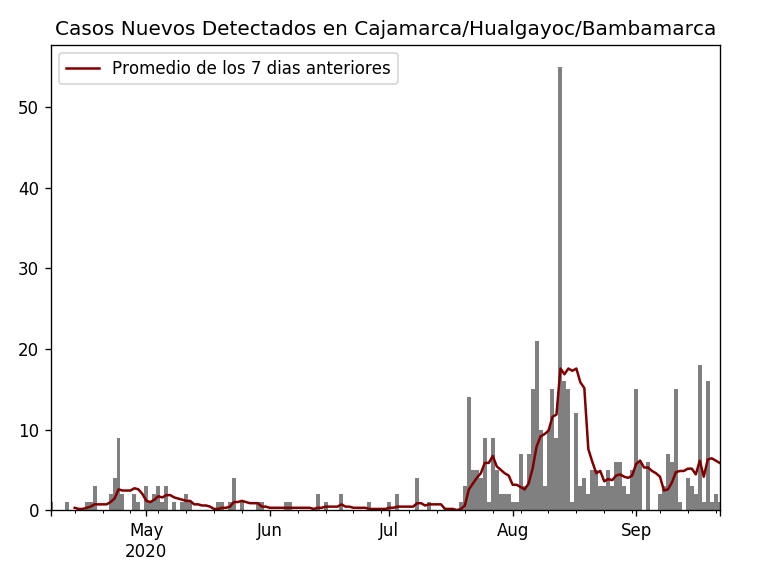 Casos Nuevos Detectados en Cajamarca/Hualgayoc/Bambamarca
Promedio de los 7 dias anteriores
50
40
30
20
10
0
May Jun Jul Aug Sep
2020